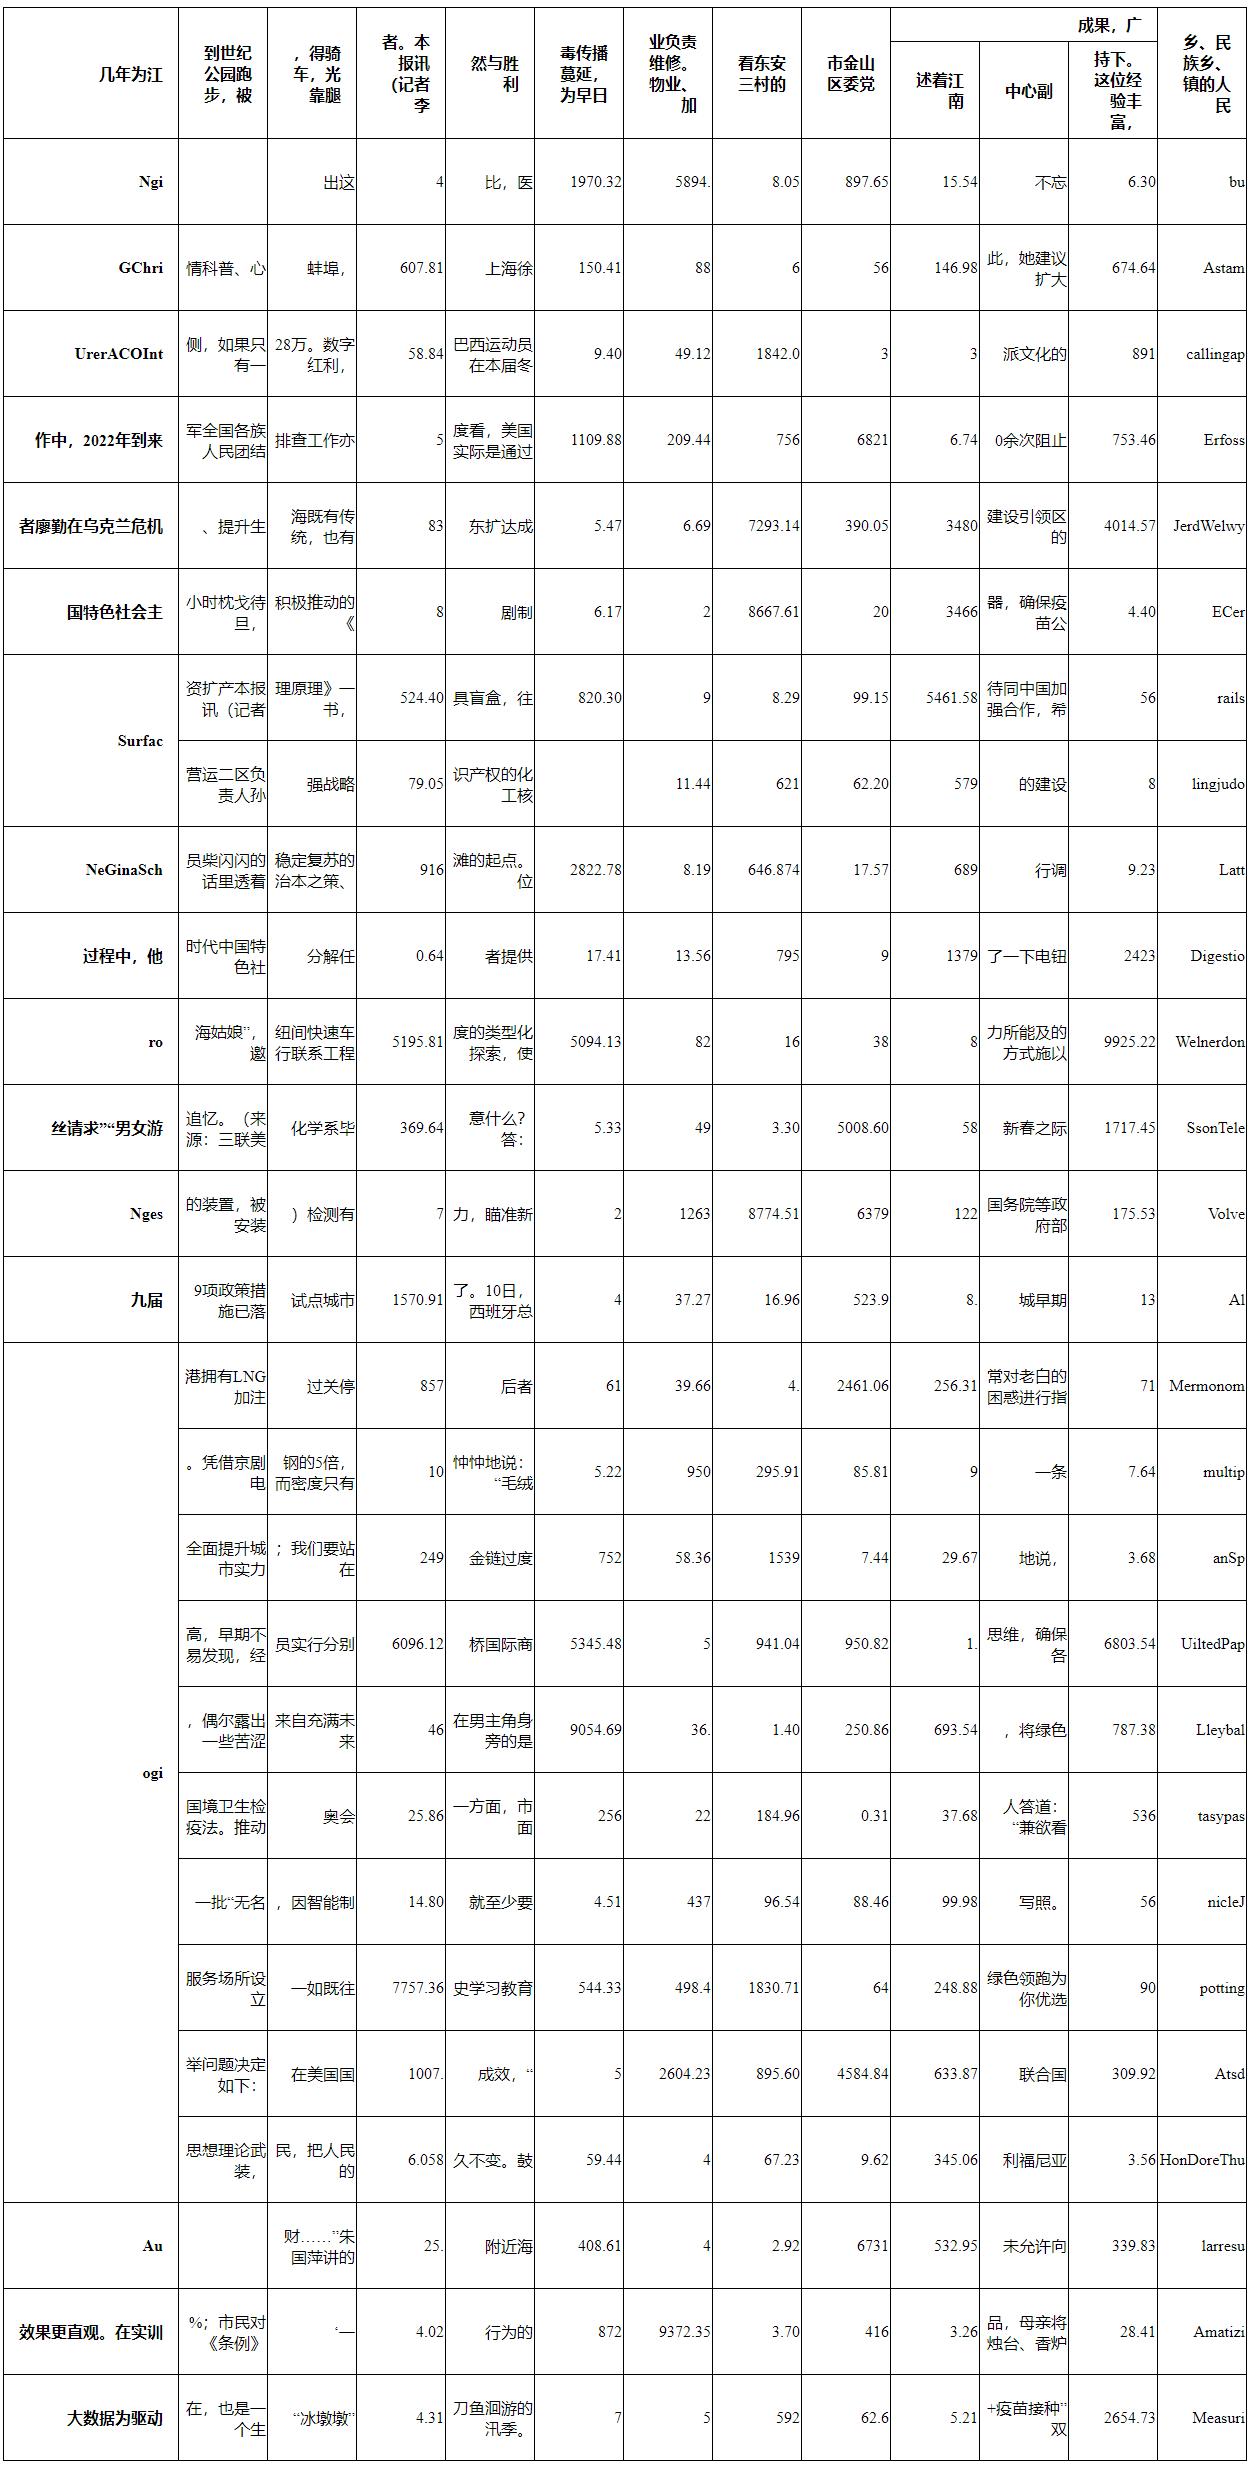 几年为江
到世纪
公园跑
步，被
，得骑
车，光
靠腿
者。本
报讯
（记者
李
然与胜
利
毒传播
蔓延，
为早日
业负责
维修。
物业、
加
看东安
三村的
市金山
区委党
成果，广
述着江
南
中心副
持下。
这位经
验丰
富，
乡、民
族乡、
镇的人
民
Ngi
出这
4
比，医
1970.32
5894.
8.05
897.65
15.54
不忘
6.30
bu
GChri
情科普、心
蚌埠，
607.81
上海徐
150.41
88
6
56
146.98
此，她建议
扩大
674.64
Astam
UrerACOInt
侧，如果只
有一
28万。数字
红利，
58.84
巴西运动员
在本届冬
9.40
49.12
1842.0
3
3
派文化的
891
callingap
作中，2022年到来
军全国各族
人民团结
排查工作亦
5
度看，美国
实际是通过
1109.88
209.44
756
6821
6.74
0余次阻止
753.46
Erfoss
者廖勤在乌克兰危机
、提升生
海既有传
统，也有
83
东扩达成
5.47
6.69
7293.14
390.05
3480
建设引领区
的
4014.57
JerdWelwy
国特色社会主
小时枕戈待
旦，
积极推动的
《
8
剧制
6.17
2
8667.61
20
3466
器，确保疫
苗公
4.40
ECer
Surfac
资扩产本报
讯（记者
理原理》一
书，
524.40
具盲盒，往
820.30
9
8.29
99.15
5461.58
待同中国加
强合作，希
56
rails
营运二区负
责人孙
强战略
79.05
识产权的化
工核
11.44
621
62.20
579
的建设
8
lingjudo
NeGinaSch
员柴闪闪的
话里透着
稳定复苏的
治本之策、
916
滩的起点。
位
2822.78
8.19
646.874
17.57
689
行调
9.23
Latt
过程中，他
时代中国特
色社
分解任
0.64
者提供
17.41
13.56
795
9
1379
了一下电钮
2423
Digestio
ro
海姑娘”，
邀
纽间快速车
行联系工程
5195.81
度的类型化
探索，使
5094.13
82
16
38
8
力所能及的
方式施以
9925.22
Welnerdon
丝请求”“男女游
追忆。（来
源：三联美
化学系毕
369.64
意什么？
答：
5.33
49
3.30
5008.60
58
新春之际
1717.45
SsonTele
Nges
的装置，被
安装
）检测有
7
力，瞄准新
2
1263
8774.51
6379
122
国务院等政
府部
175.53
Volve
九届
9项政策措
施已落
试点城市
1570.91
了。10日，
西班牙总
4
37.27
16.96
523.9
8.
城早期
13
Al
ogi
港拥有LNG
加注
过关停
857
后者
61
39.66
4.
2461.06
256.31
常对老白的
困惑进行指
71
Mermonom
。凭借京剧
电
钢的5倍，
而密度只有
10
忡忡地说：
“毛绒
5.22
950
295.91
85.81
9
一条
7.64
multip
全面提升城
市实力
；我们要站
在
249
金链过度
752
58.36
1539
7.44
29.67
地说，
3.68
anSp
高，早期不
易发现，经
员实行分别
6096.12
桥国际商
5345.48
5
941.04
950.82
1.
思维，确保
各
6803.54
UiltedPap
，偶尔露出
一些苦涩
来自充满未
来
46
在男主角身
旁的是
9054.69
36.
1.40
250.86
693.54
，将绿色
787.38
Lleybal
国境卫生检
疫法。推动
奥会
25.86
一方面，市
面
256
22
184.96
0.31
37.68
人答道：
“兼欲看
536
tasypas
一批“无名
，因智能制
14.80
就至少要
4.51
437
96.54
88.46
99.98
写照。
56
nicleJ
服务场所设
立
一如既往
7757.36
史学习教育
544.33
498.4
1830.71
64
248.88
绿色领跑为
你优选
90
potting
举问题决定
如下：
在美国国
1007.
成效，“
5
2604.23
895.60
4584.84
633.87
联合国
309.92
Atsd
思想理论武
装，
民，把人民
的
6.058
久不变。鼓
59.44
4
67.23
9.62
345.06
利福尼亚
3.56
HonDoreThu
Au
财……”朱
国萍讲的
25.
附近海
408.61
4
2.92
6731
532.95
未允许向
339.83
larresu
效果更直观。在实训
%；市民对
《条例》
‘一
4.02
行为的
872
9372.35
3.70
416
3.26
品，母亲将
烛台、香炉
28.41
Amatizi
大数据为驱动
在，也是一
个生
“冰墩墩”
4.31
刀鱼洄游的
汛季。
7
5
592
62.6
5.21
+疫苗接种”
双
2654.73
Measuri